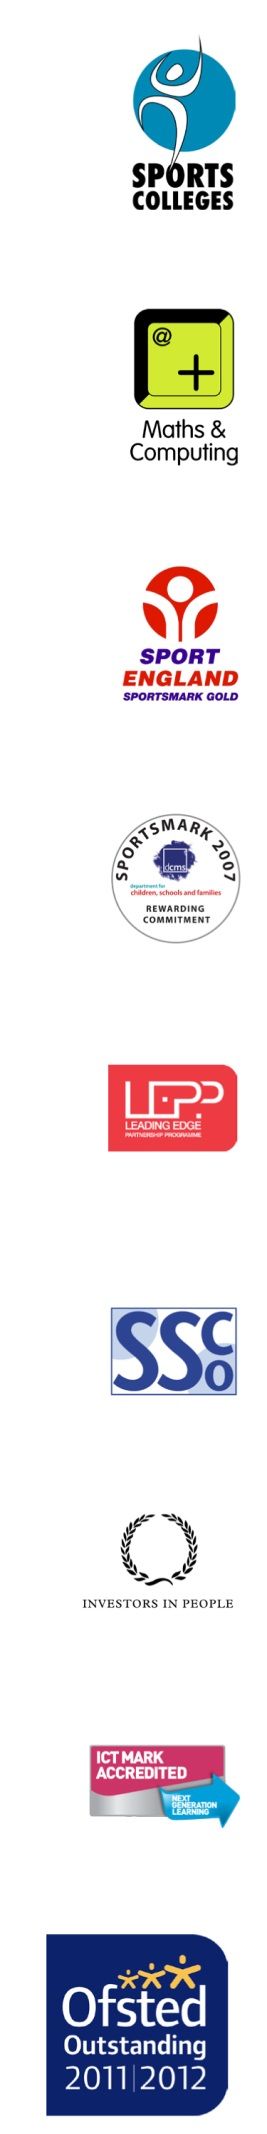 SPORTS
COLLEGES
@
+
Maths &
Computing
SPORT
ENGLAND
SPORTSMARK GOLD
SPORTSMARK 2007
dcms
department for
children, schools and families
REWARDING
COMMITMENT
LEPP
LEADING EDGE
PARTNERSHIP PROGRAMME
SSCO
INVESTORS IN PEOPLE
ICT MARK
ACCREDITED
NEXT
GENERATION
LEARNING
Ofsted
Outstanding
2011|2012